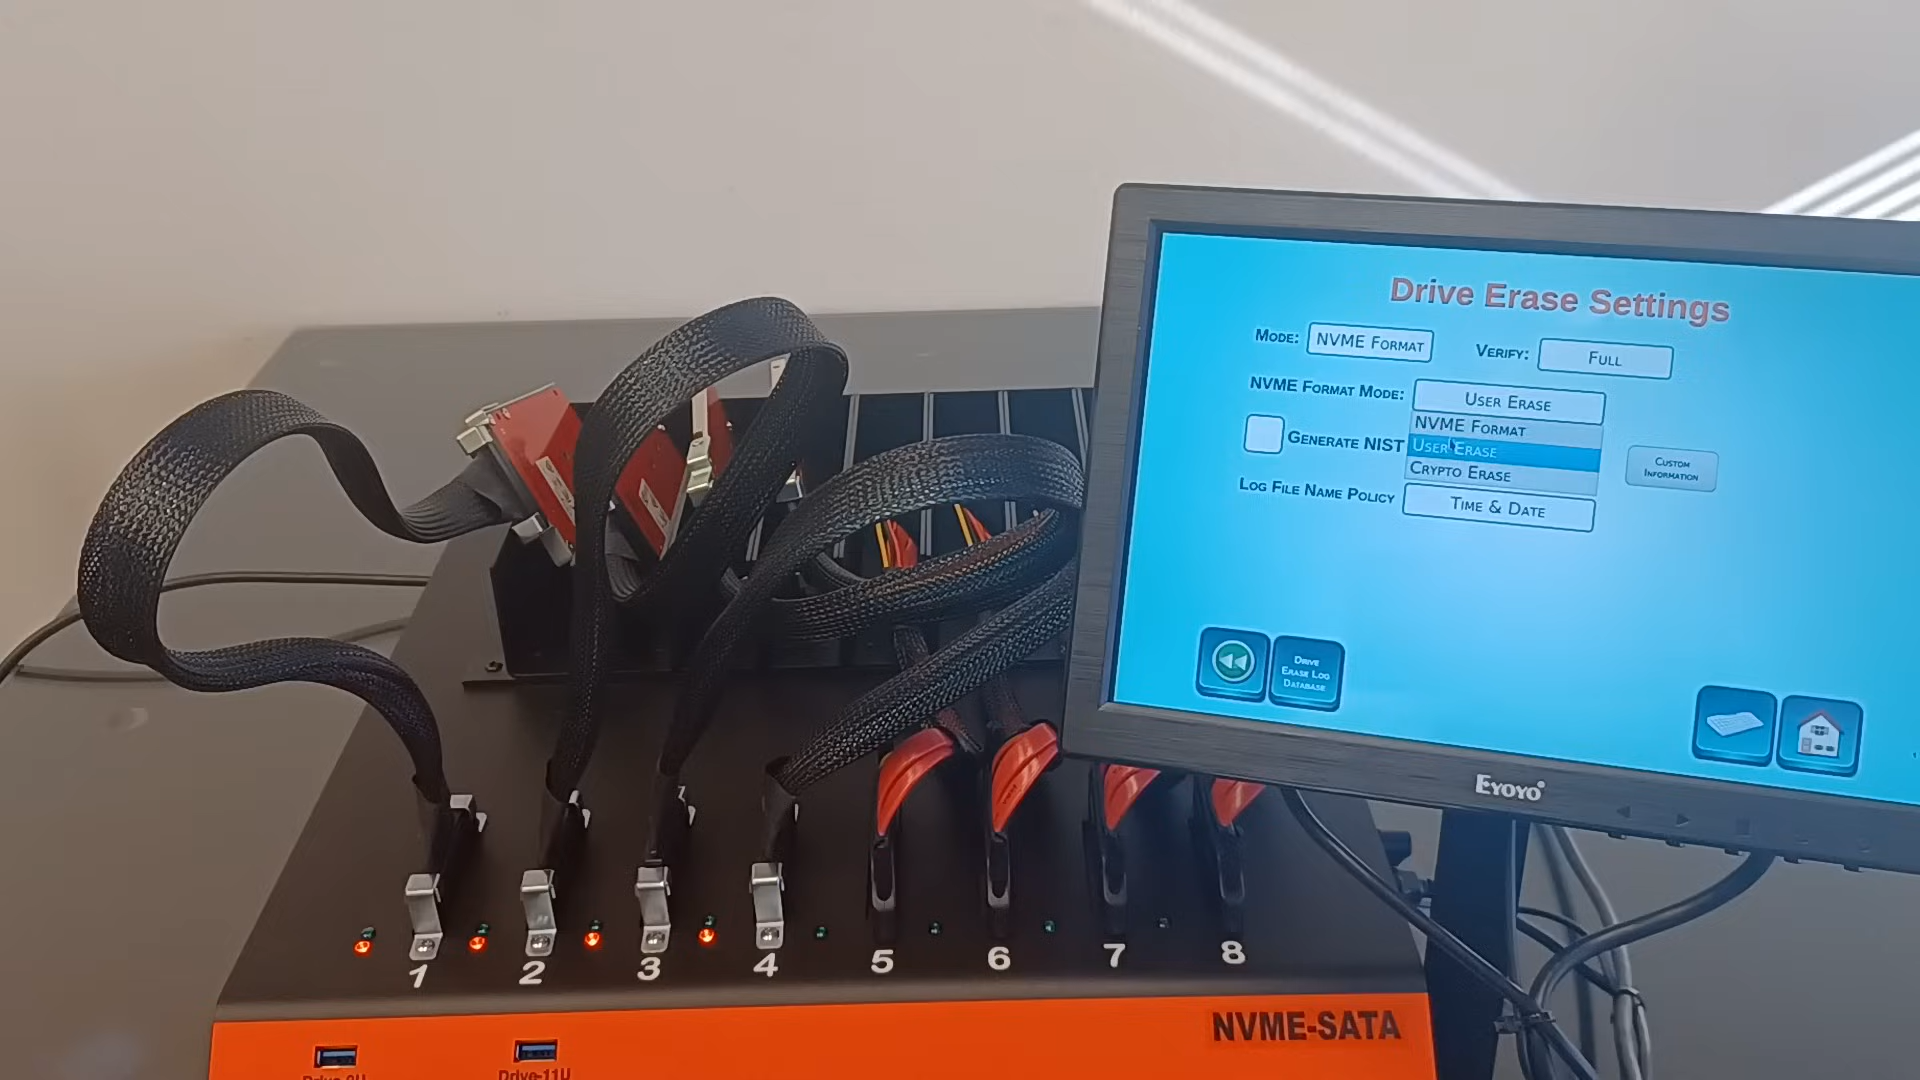 Drive Erase Settings
Mode: NVME Format Verify: Full
NVME Format Mode: User Erase
NVME Format
User Erase
Crypto Erase
Generate NIST
Custom
Information
Log File Name Policy Time & Date
Drive
Erase Log
Database
Eyoyo
1 2 3 4 5 6 7 8
NVME-SATA
Drive-11U